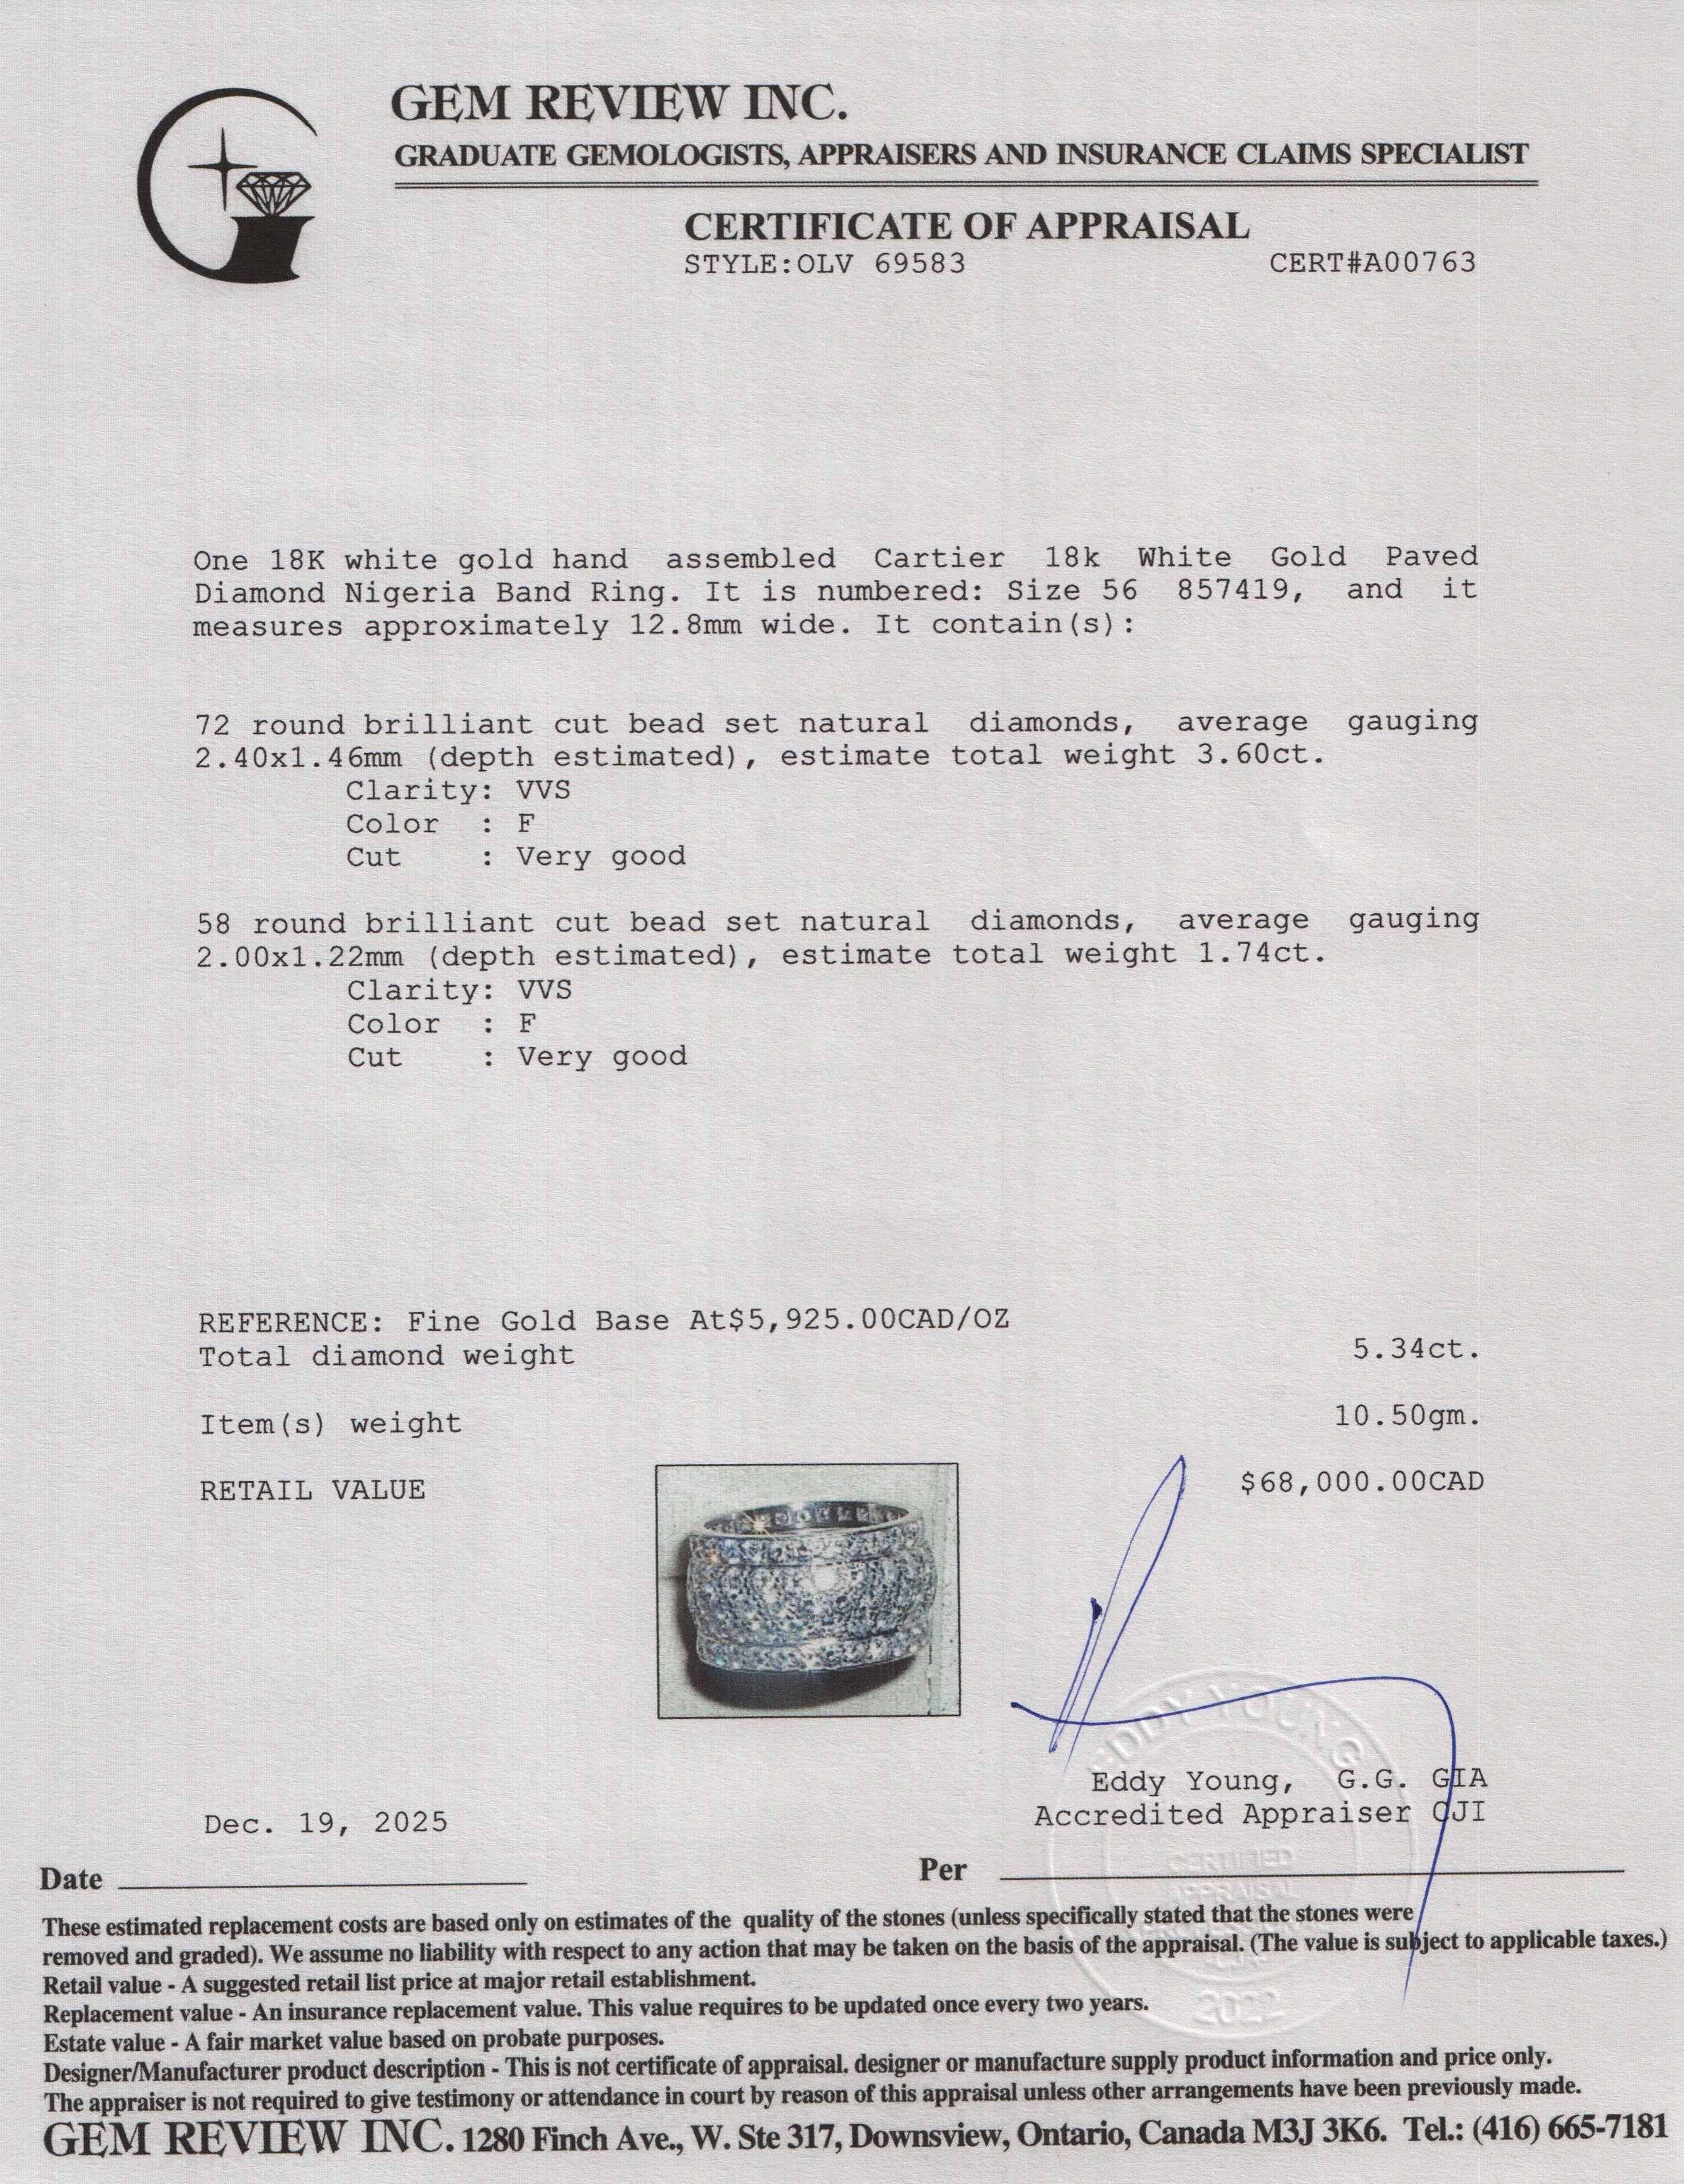 GEM REVIEW INC.
GRADUATE GEMOLOGISTS, APPRAISERS AND INSURANCE CLAIMS SPECIALIST
CERTIFICATE OF APPRAISAL
STYLE:OLV 69583 CERT#A00763
One 18K white gold hand assembled Cartier 18k White Gold Paved
Diamond Nigeria Band Ring. It is numbered: Size 56 857419, and it
measures approximately 12.8mm wide. It contain(s):
72 round brilliant cut bead set natural diamonds, average gauging
2.40x1.46mm (depth estimated), estimate total weight 3.60ct.
Clarity: VVS
Color : F
Cut : Very good
58 round brilliant cut bead set natural diamonds, average gauging
2.00x1.22mm (depth estimated), estimate total weight 1.74ct.
Clarity: VVS
Color : F
Cut : Very good
REFERENCE: Fine Gold Base At$5,925.00CAD/OZ
Total diamond weight 5.34ct.
Item(s) weight 10.50gm.
RETAIL VALUE $68,000.00CAD
EDDY YOUNG, G.G.
Eddy Young, G.G. GIA
Accredited Appraiser CJI
Dec. 19, 2025
Date Per
CERTIFIED
APPRAISAL
2022
These estimated replacement costs are based only on estimates of the quality of the stones (unless specifically stated that the stones were
removed and graded). We assume no liability with respect to any action that may be taken on the basis of the appraisal. (The value is subject to applicable taxes.)
Retail value - A suggested retail list price at major retail establishment.
Replacement value - An insurance replacement value. This value requires to be updated once every two years.
Estate value - A fair market value based on probate purposes.
Designer/Manufacturer product description - This is not certificate of appraisal. designer or manufacture supply product information and price only.
The appraiser is not required to give testimony or attendance in court by reason of this appraisal unless other arrangements have been previously made.
GEM REVIEW INC. 1280 Finch Ave., W. Ste 317, Downsview, Ontario, Canada M3J 3K6. Tel.: (416) 665-7181